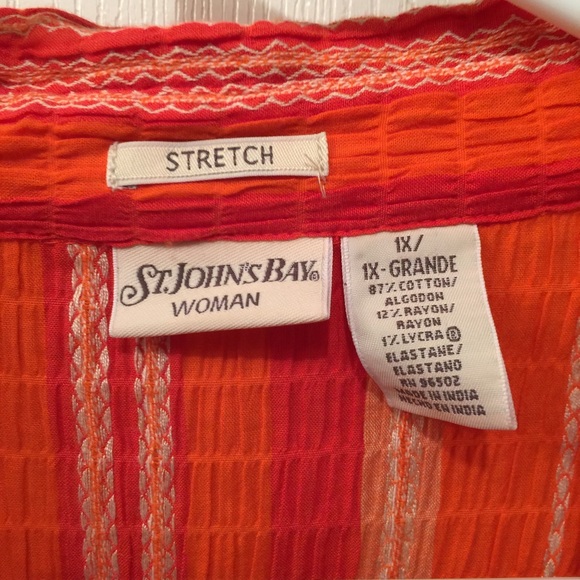 STRETCH
ST. JOHN'S BAY®
WOMAN
1X/
1X-GRANDE
87% COTTON/
ALGODON
12% RAYON/
RAYON
1% LYCRA ®
ELASTANE/
ELASTANO
RN 96502
MADE IN INDIA
HECHO EN INDIA